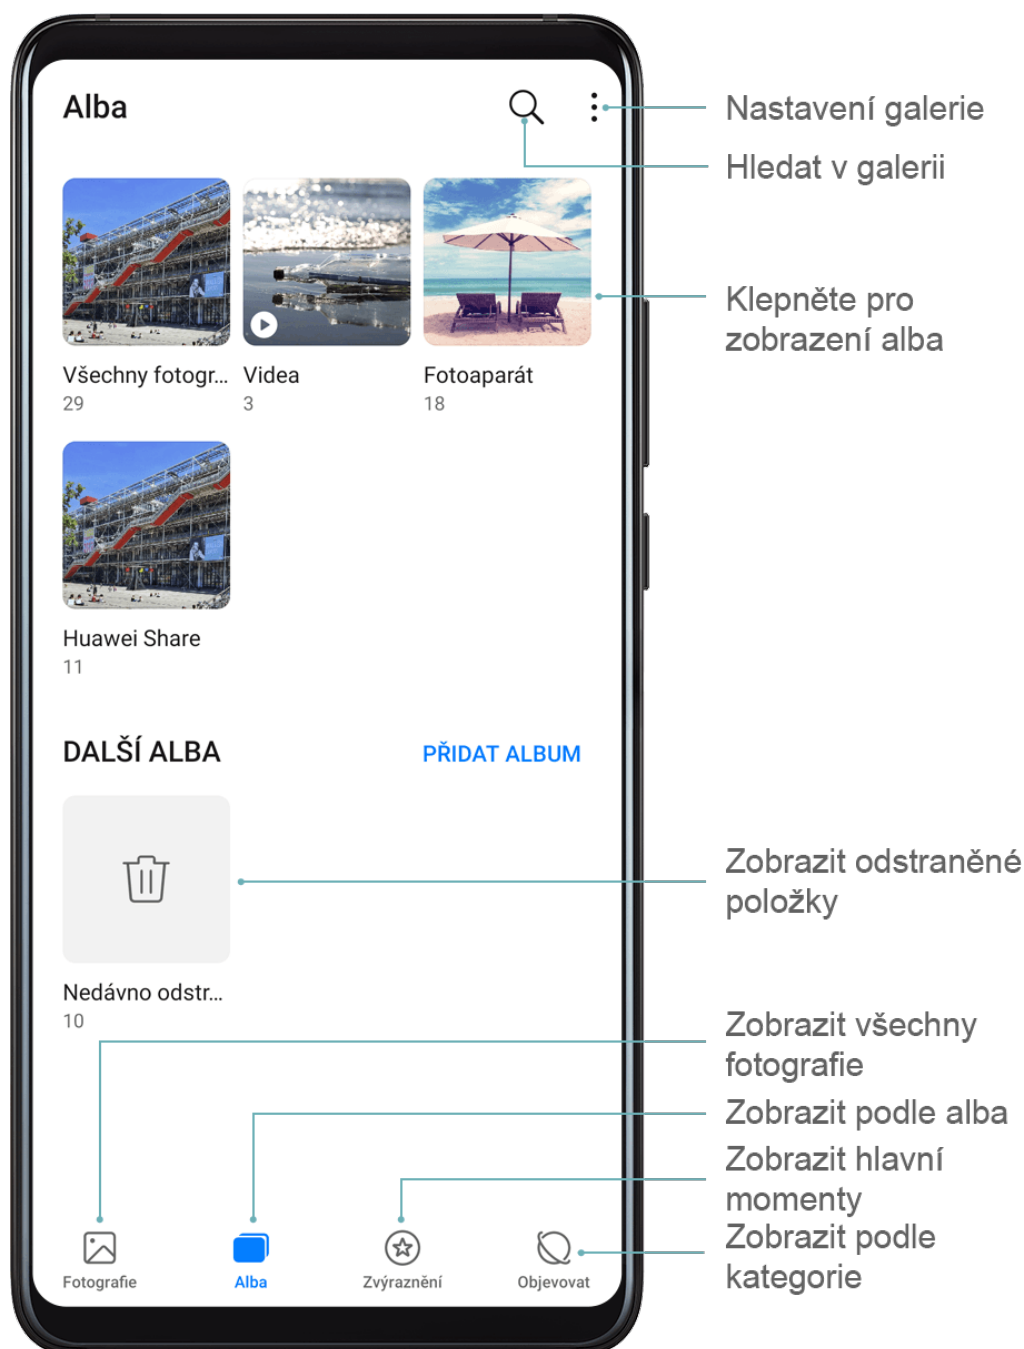 Alba
Nastavení galerie
Hledat v galerii
Klepněte pro
zobrazení alba
Všechny fotogr...
Videa
Fotoaparát
29
3
18
Huawei Share
11
DALŠÍ ALBA
PŘIDAT ALBUM
Zobrazit odstraněné
položky
Nedávno odstr...
10
Zobrazit všechny
fotografie
Zobrazit podle alba
Zobrazit hlavní
momenty
Zobrazit podle
kategorie
Fotografie
Alba
Zvýraznění
Objevovat